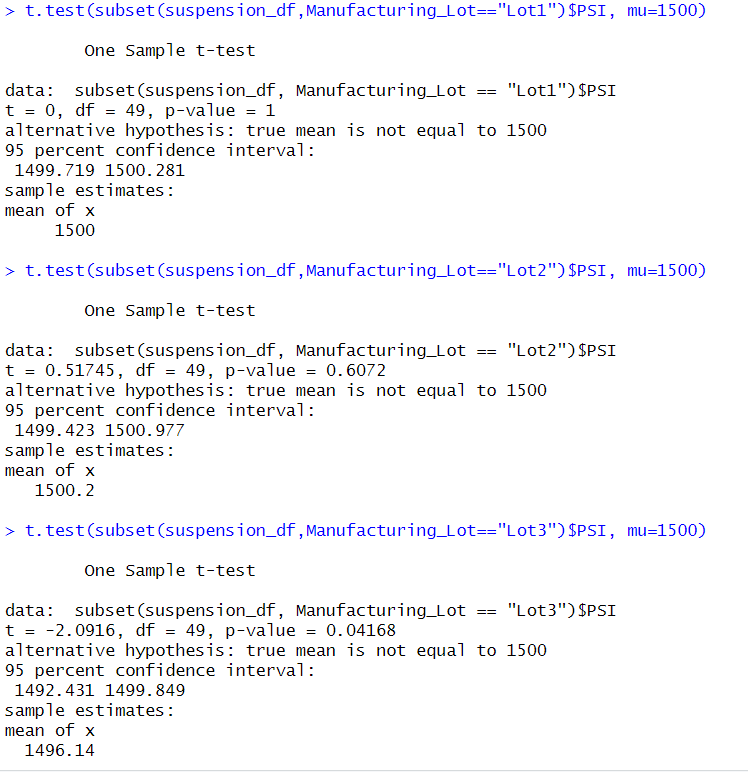 > t.test(subset(suspension_df,Manufacturing_Lot=="Lot1")$PSI, mu=1500)
One Sample t-test
data:  subset(suspension_df, Manufacturing_Lot == "Lot1")$PSI
t = 0, df = 49, p-value = 1
alternative hypothesis: true mean is not equal to 1500
95 percent confidence interval:
1499.719 1500.281
sample estimates:
mean of x
1500
> t.test(subset(suspension_df,Manufacturing_Lot=="Lot2")$PSI, mu=1500)
One Sample t-test
data:  subset(suspension_df, Manufacturing_Lot == "Lot2")$PSI
t = 0.51745, df = 49, p-value = 0.6072
alternative hypothesis: true mean is not equal to 1500
95 percent confidence interval:
1499.423 1500.977
sample estimates:
mean of x
1500.2
> t.test(subset(suspension_df,Manufacturing_Lot=="Lot3")$PSI, mu=1500)
One Sample t-test
data:  subset(suspension_df, Manufacturing_Lot == "Lot3")$PSI
t = -2.0916, df = 49, p-value = 0.04168
alternative hypothesis: true mean is not equal to 1500
95 percent confidence interval:
1492.431 1499.849
sample estimates:
mean of x
1496.14